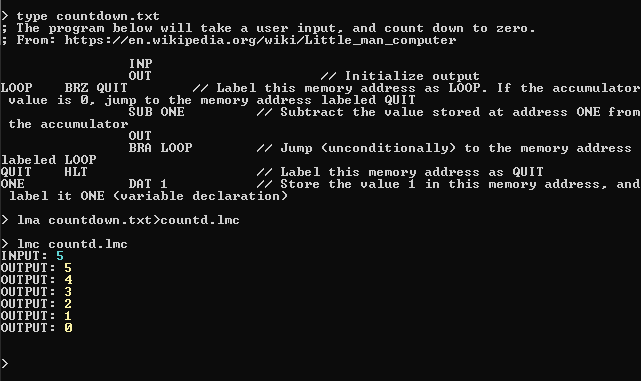 > type countdown.txt
; The program below will take a user input, and count down to zero.
; From: https://en.wikipedia.org/wiki/Little_man_computer
INP
OUT // Initialize output
LOOP BRZ QUIT // Label this memory address as LOOP. If the accumulator
value is 0, jump to the memory address labeled QUIT
SUB ONE // Subtract the value stored at address ONE from
the accumulator
OUT
BRA LOOP // Jump (unconditionally) to the memory address
labeled LOOP
QUIT HLT // Label this memory address as QUIT
ONE DAT 1 // Store the value 1 in this memory address, and
label it ONE (variable declaration)
> lma countdown.txt>countd.lmc
> lmc countd.lmc
INPUT: 5
OUTPUT: 5
OUTPUT: 4
OUTPUT: 3
OUTPUT: 2
OUTPUT: 1
OUTPUT: 0
>